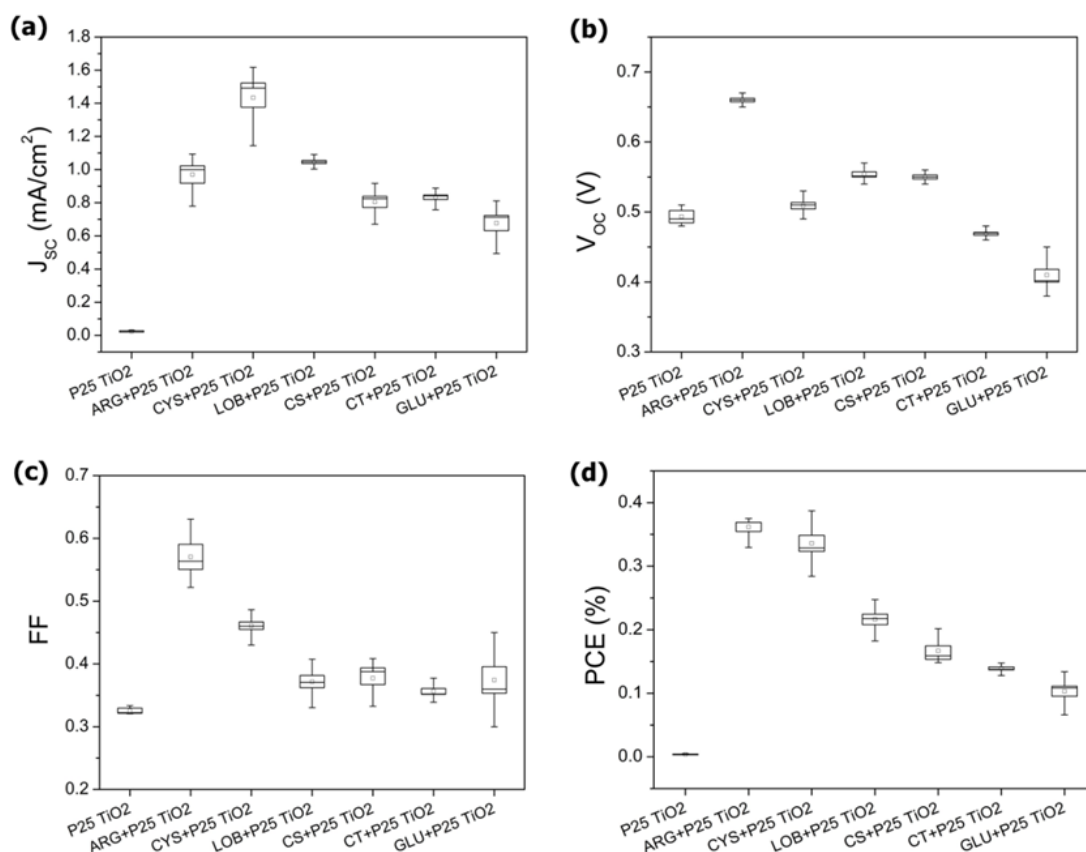 (a)
J_SC (mA/cm²)
1.8
1.6
1.4
1.2
1.0
0.8
0.6
0.4
0.2
0.0
P25 TiO2
ARG+P25 TiO2
CYS+P25 TiO2
LOB+P25 TiO2
CS+P25 TiO2
CT+P25 TiO2
GLU+P25 TiO2
(b)
V_OC (V)
0.7
0.6
0.5
0.4
0.3
P25 TiO2
ARG+P25 TiO2
CYS+P25 TiO2
LOB+P25 TiO2
CS+P25 TiO2
CT+P25 TiO2
GLU+P25 TiO2
(c)
FF
0.7
0.6
0.5
0.4
0.3
0.2
P25 TiO2
ARG+P25 TiO2
CYS+P25 TiO2
LOB+P25 TiO2
CS+P25 TiO2
CT+P25 TiO2
GLU+P25 TiO2
(d)
PCE (%)
0.4
0.3
0.2
0.1
0.0
P25 TiO2
ARG+P25 TiO2
CYS+P25 TiO2
LOB+P25 TiO2
CS+P25 TiO2
CT+P25 TiO2
GLU+P25 TiO2